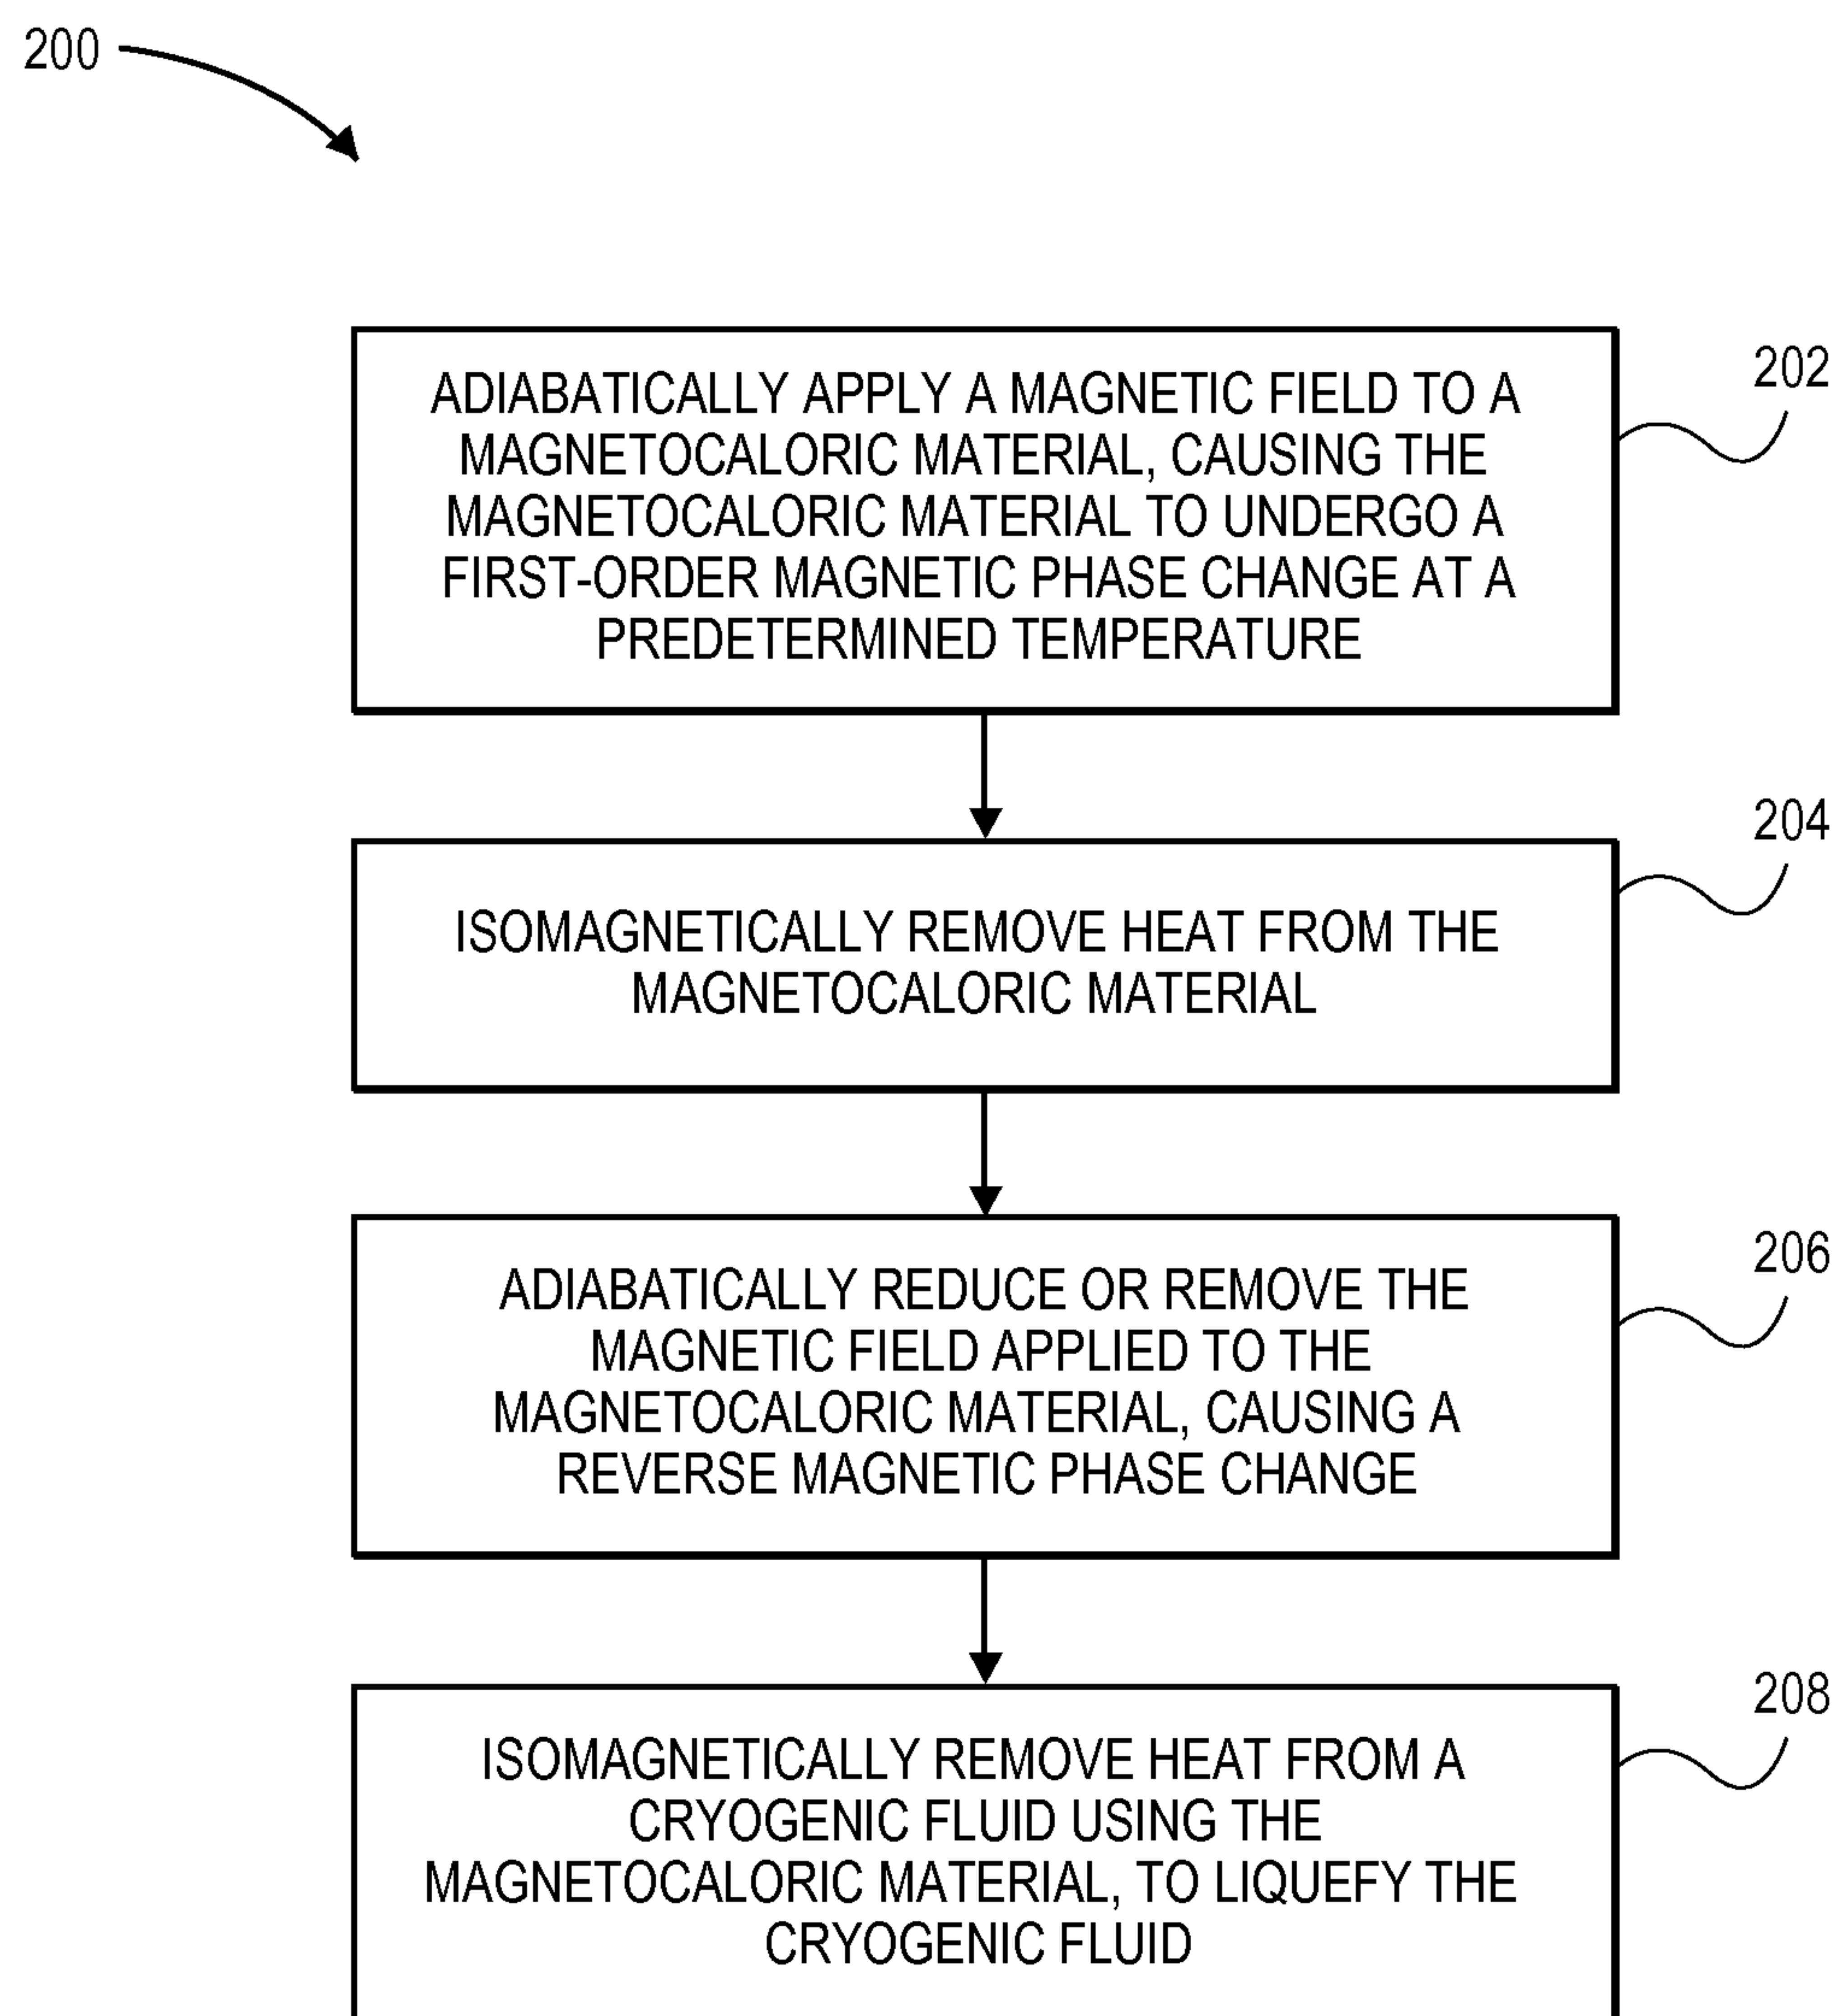 200
ADIABATICALLY APPLY A MAGNETIC FIELD TO A
MAGNETOCALORIC MATERIAL, CAUSING THE
MAGNETOCALORIC MATERIAL TO UNDERGO A
FIRST-ORDER MAGNETIC PHASE CHANGE AT A
PREDETERMINED TEMPERATURE
202
ISOMAGNETICALLY REMOVE HEAT FROM THE
MAGNETOCALORIC MATERIAL
204
ADIABATICALLY REDUCE OR REMOVE THE
MAGNETIC FIELD APPLIED TO THE
MAGNETOCALORIC MATERIAL, CAUSING A
REVERSE MAGNETIC PHASE CHANGE
206
ISOMAGNETICALLY REMOVE HEAT FROM A
CRYOGENIC FLUID USING THE
MAGNETOCALORIC MATERIAL, TO LIQUEFY THE
CRYOGENIC FLUID
208